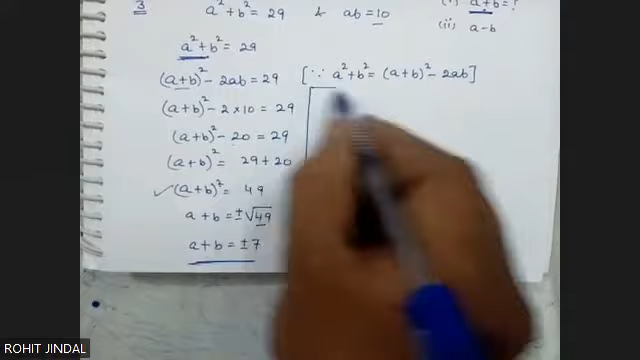 3 a² + b² = 29 & ab = 10 (i) a + b = ?
(ii) a - b
a² + b² = 29
(a+b)² - 2ab = 29 [∵ a² + b² = (a+b)² - 2ab]
(a+b)² - 2 × 10 = 29
(a+b)² - 20 = 29
(a+b)² = 29 + 20
✓ (a+b)² = 49
a + b = ± √49
a + b = ± 7
ROHIT JINDAL